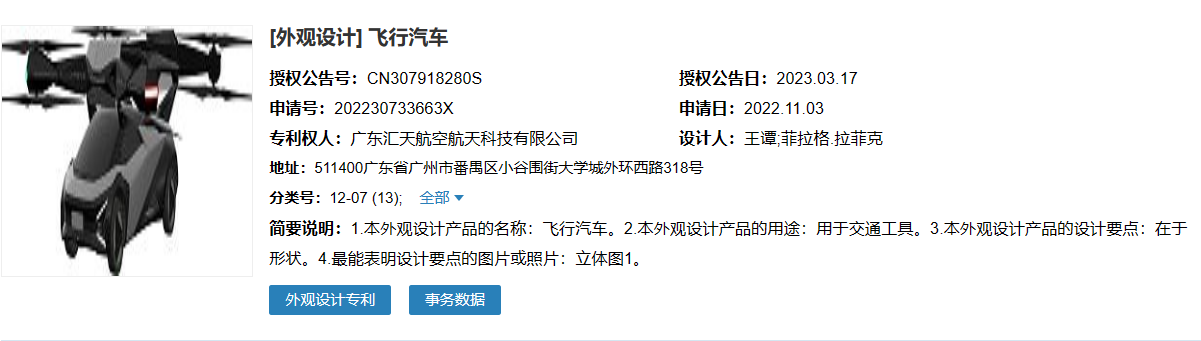 [外观设计] 飞行汽车
授权公告号：CN307918280S 授权公告日：2023.03.17
申请号：202230733663X 申请日：2022.11.03
专利权人：广东汇天航空航天科技有限公司 设计人：王谭;菲拉格.拉菲克
地址：511400广东省广州市番禺区小谷围街大学城外环西路318号
分类号：12-07 (13); 全部
简要说明：1.本外观设计产品的名称：飞行汽车。2.本外观设计产品的用途：用于交通工具。3.本外观设计产品的设计要点：在于
形状。4.最能表明设计要点的图片或照片：立体图1。
外观设计专利 事务数据